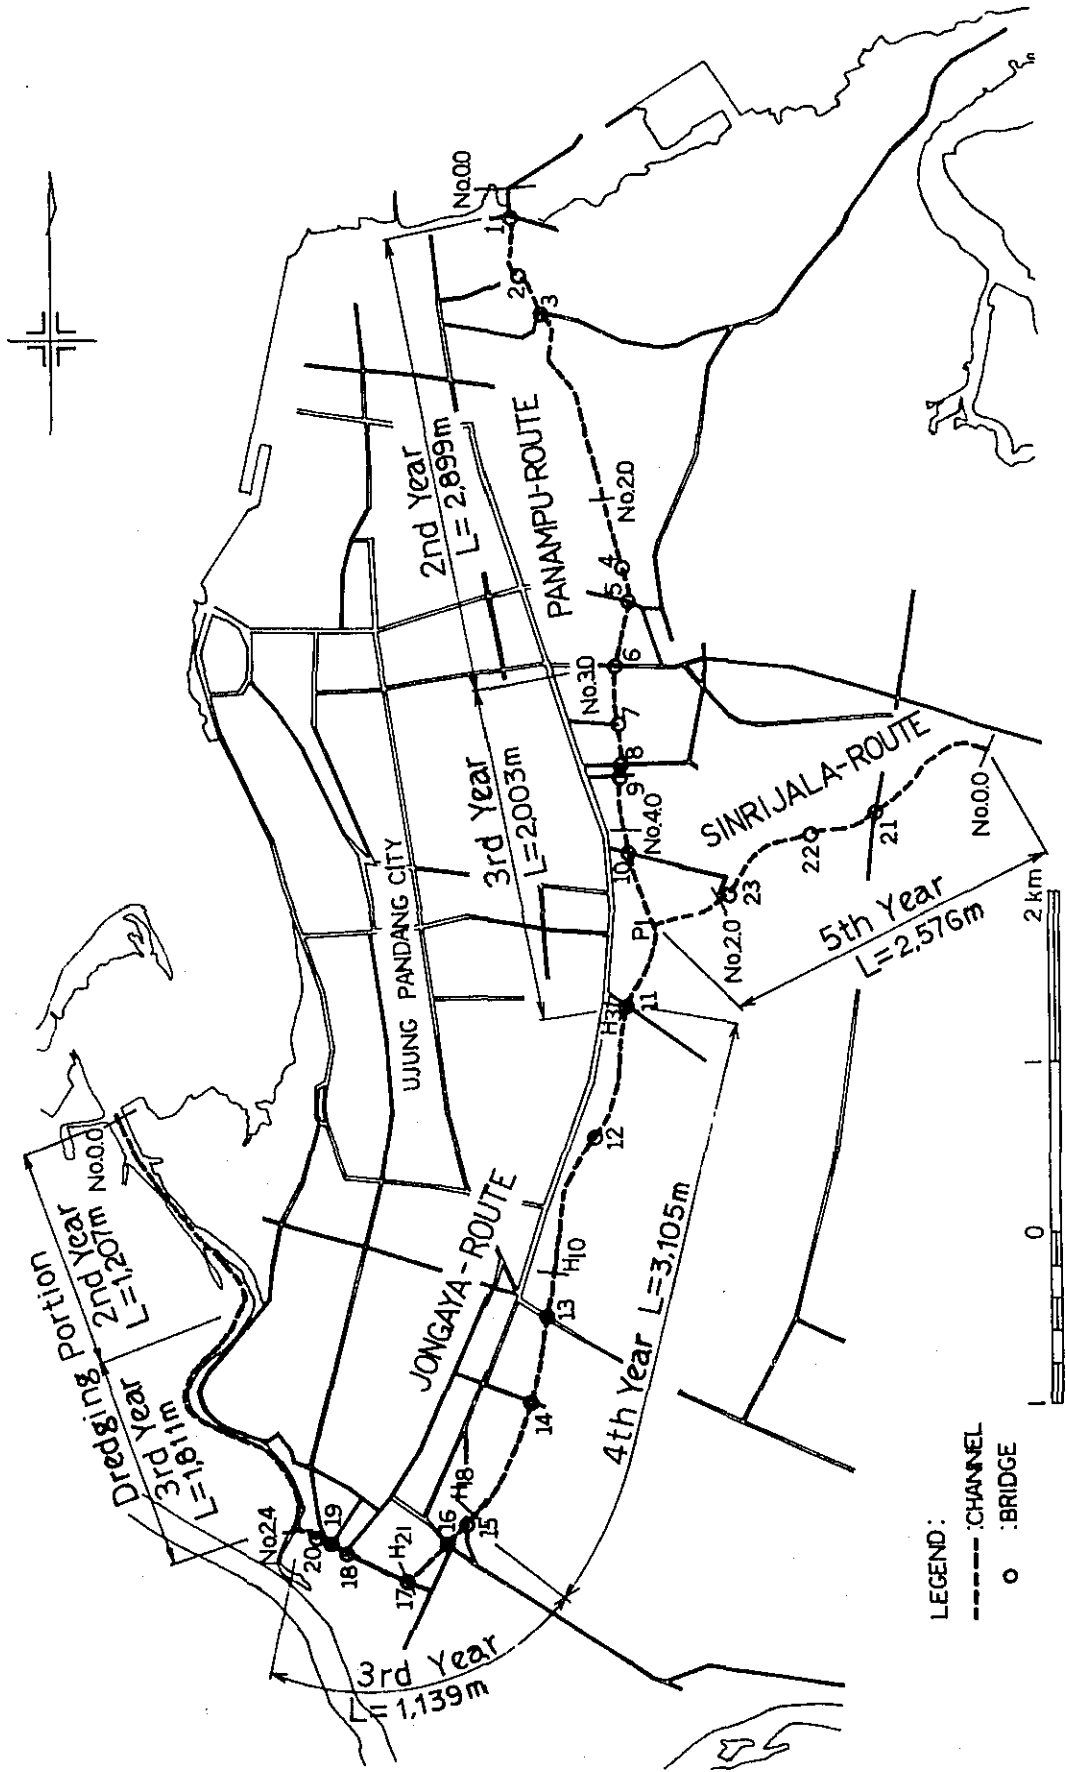 Dredging Portion
3rd Year
L=1,811m
2nd Year
L=1,207m
No.0.0
No.24
20
19
18
17
H21
16
H18
15
3rd Year
L=1,139m
4th Year L=3,105m
14
13
H10
12
JONGAYA-ROUTE
UJUNG PANDANG CITY
H31
11
P1
3rd Year
L=2,003m
10
No.4.0
9
8
7
No.3.0
6
5
4
No.2.0
2nd Year
L=2,899m
PANAMPU-ROUTE
3
2
1
No.0.0
SINRIJALA-ROUTE
No.0.0
21
22
23
No.2.0
5th Year
L=2,576m
LEGEND:
:CHANNEL
:BRIDGE
1
0
1
2 km